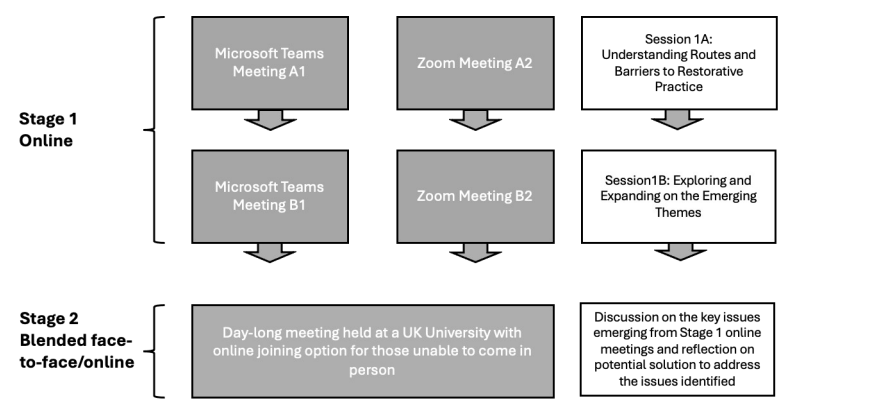 Stage 1
Online
Microsoft Teams
Meeting A1
Zoom Meeting A2
Session 1A:
Understanding Routes and
Barriers to Restorative
Practice
Microsoft Teams
Meeting B1
Zoom Meeting B2
Session1B: Exploring and
Expanding on the Emerging
Themes
Stage 2
Blended face-
to-face/online
Day-long meeting held at a UK University with
online joining option for those unable to come in
person
Discussion on the key issues
emerging from Stage 1 online
meetings and reflection on
potential solution to address
the issues identified